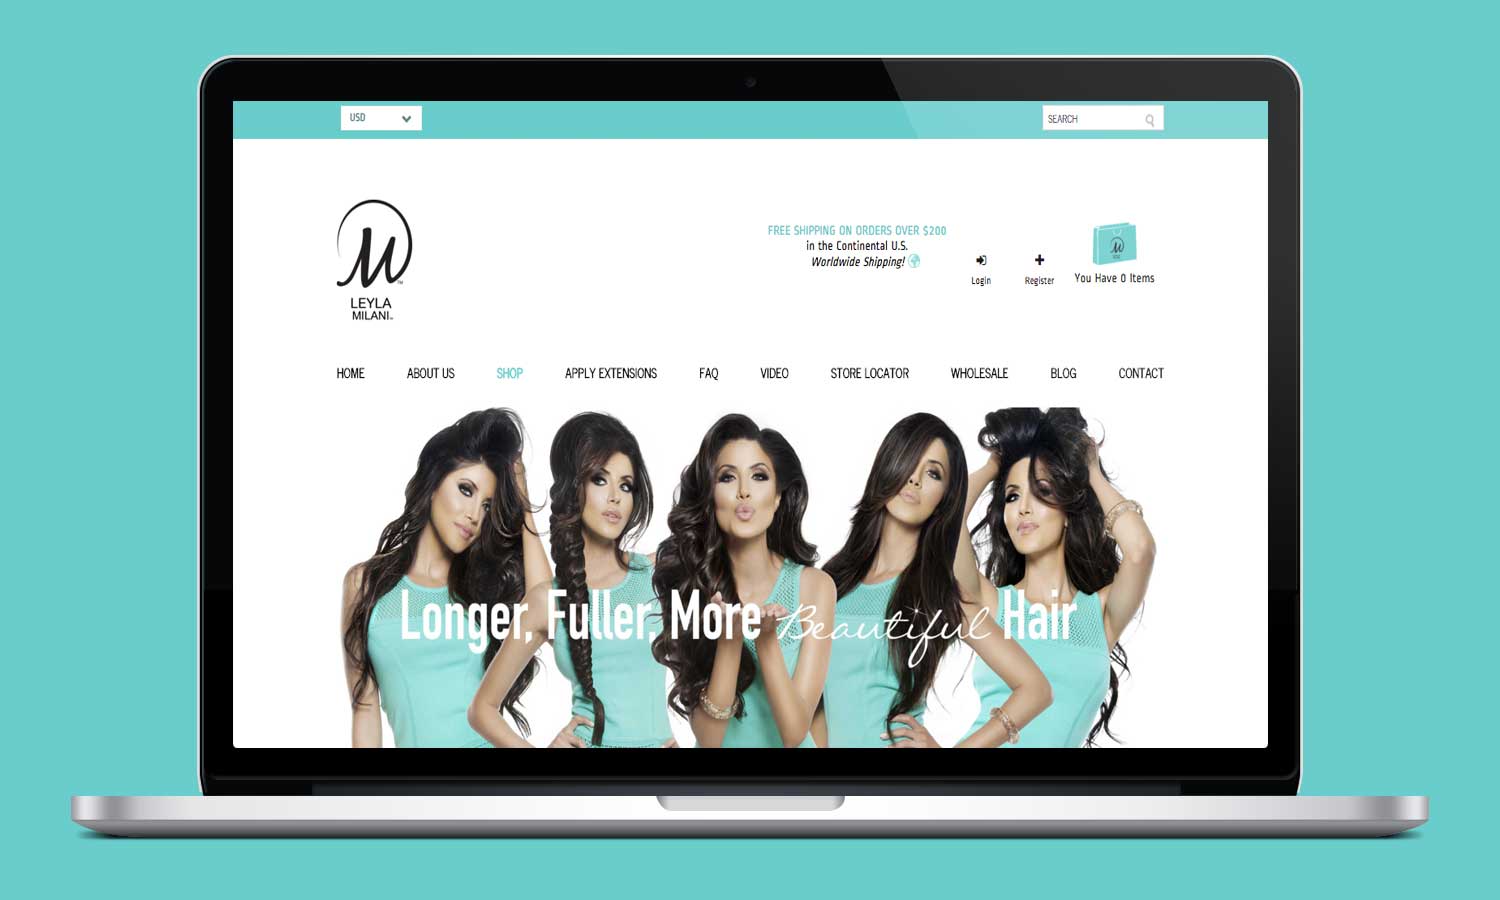 USD
SEARCH
FREE SHIPPING ON ORDERS OVER $200
in the Continental U.S.
Worldwide Shipping!
LEYLA
MILANI
Login
Register
You Have 0 Items
HOME ABOUT US SHOP APPLY EXTENSIONS FAQ VIDEO STORE LOCATOR WHOLESALE BLOG CONTACT
Longer, Fuller, More Beautiful Hair